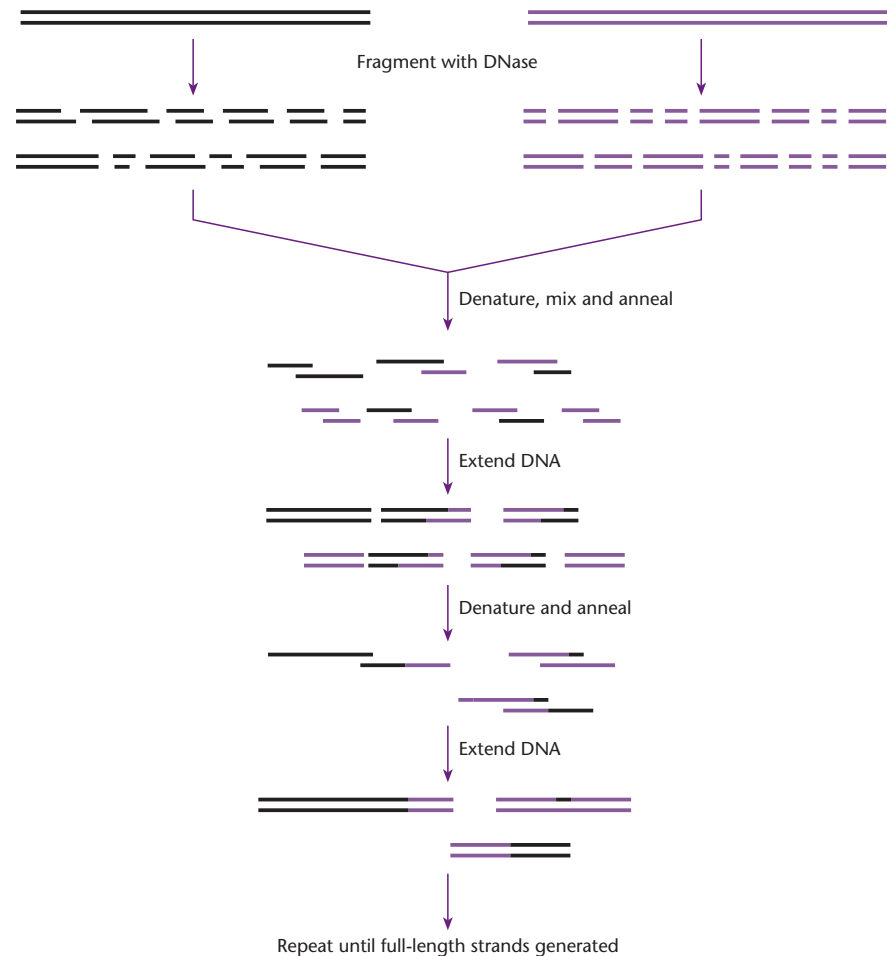 Fragment with DNase
Denature, mix and anneal
Extend DNA
Denature and anneal
Extend DNA
Repeat until full-length strands generated